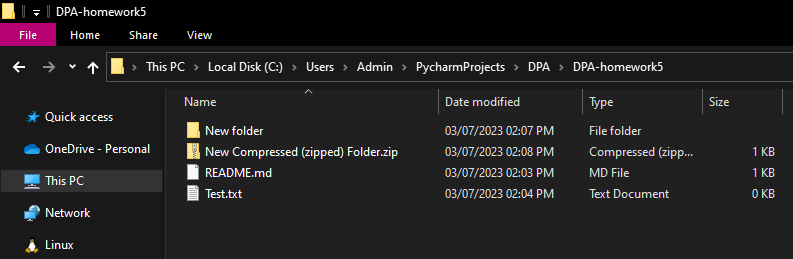 DPA-homework5
File Home Share View
This PC Local Disk (C:) Users Admin PycharmProjects DPA DPA-homework5
Name Date modified Type Size
Quick access
New folder 03/07/2023 02:07 PM File folder
OneDrive - Personal
New Compressed (zipped) Folder.zip 03/07/2023 02:08 PM Compressed (zipp... 1 KB
This PC
README.md 03/07/2023 02:03 PM MD File 1 KB
Network
Test.txt 03/07/2023 02:04 PM Text Document 0 KB
Linux